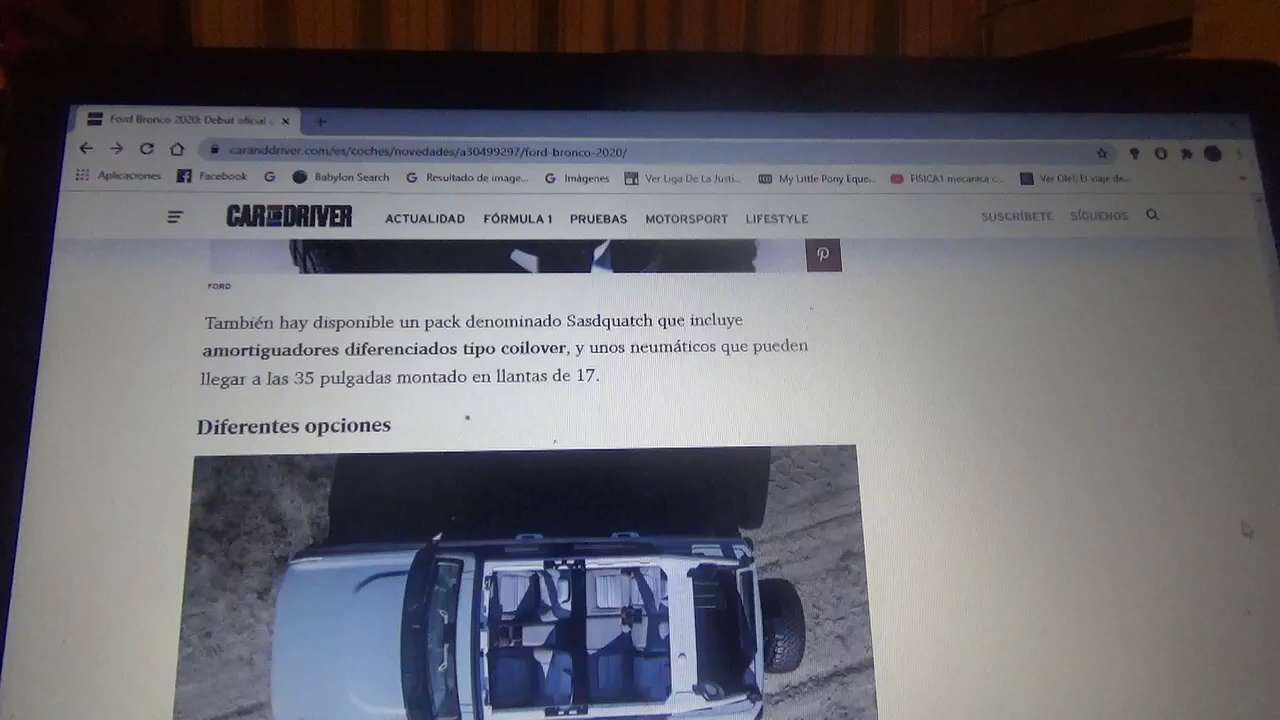 Ford Bronco 2020: Debut oficial
caranddriver.com/es/coches/novedades/a30499297/ford-bronco-2020/
Aplicaciones Facebook Babylon Search Resultado de image... Imágenes Ver Liga De La Justi... My Little Pony Eque... FISICA1 mecanica c... Ver Olé! El viaje de...
CAR AND DRIVER ACTUALIDAD FÓRMULA 1 PRUEBAS MOTORSPORT LIFESTYLE SUSCRÍBETE SÍGUENOS
FORD
También hay disponible un pack denominado Sasdquatch que incluye
amortiguadores diferenciados tipo coilover, y unos neumáticos que pueden
llegar a las 35 pulgadas montado en llantas de 17.
Diferentes opciones